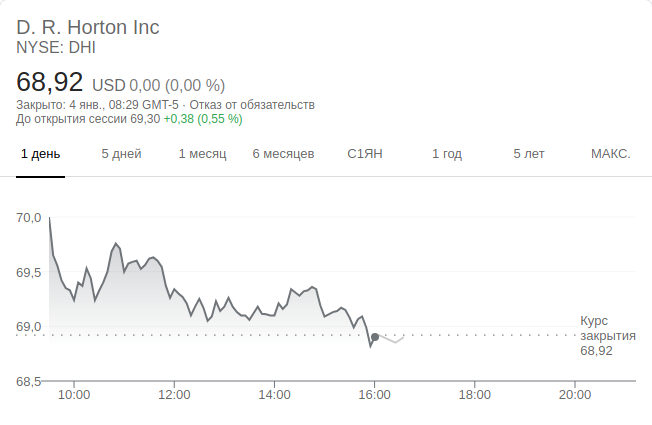 D. R. Horton Inc
NYSE: DHI
68,92 USD 0,00 (0,00 %)
Закрыто: 4 янв., 08:29 GMT-5 · Отказ от обязательств
До открытия сессии 69,30 +0,38 (0,55 %)
1 день 5 дней 1 месяц 6 месяцев С1ЯН 1 год 5 лет МАКС.
70,0
69,5
69,0
Курс
закрытия
68,92
68,5
10:00 12:00 14:00 16:00 18:00 20:00